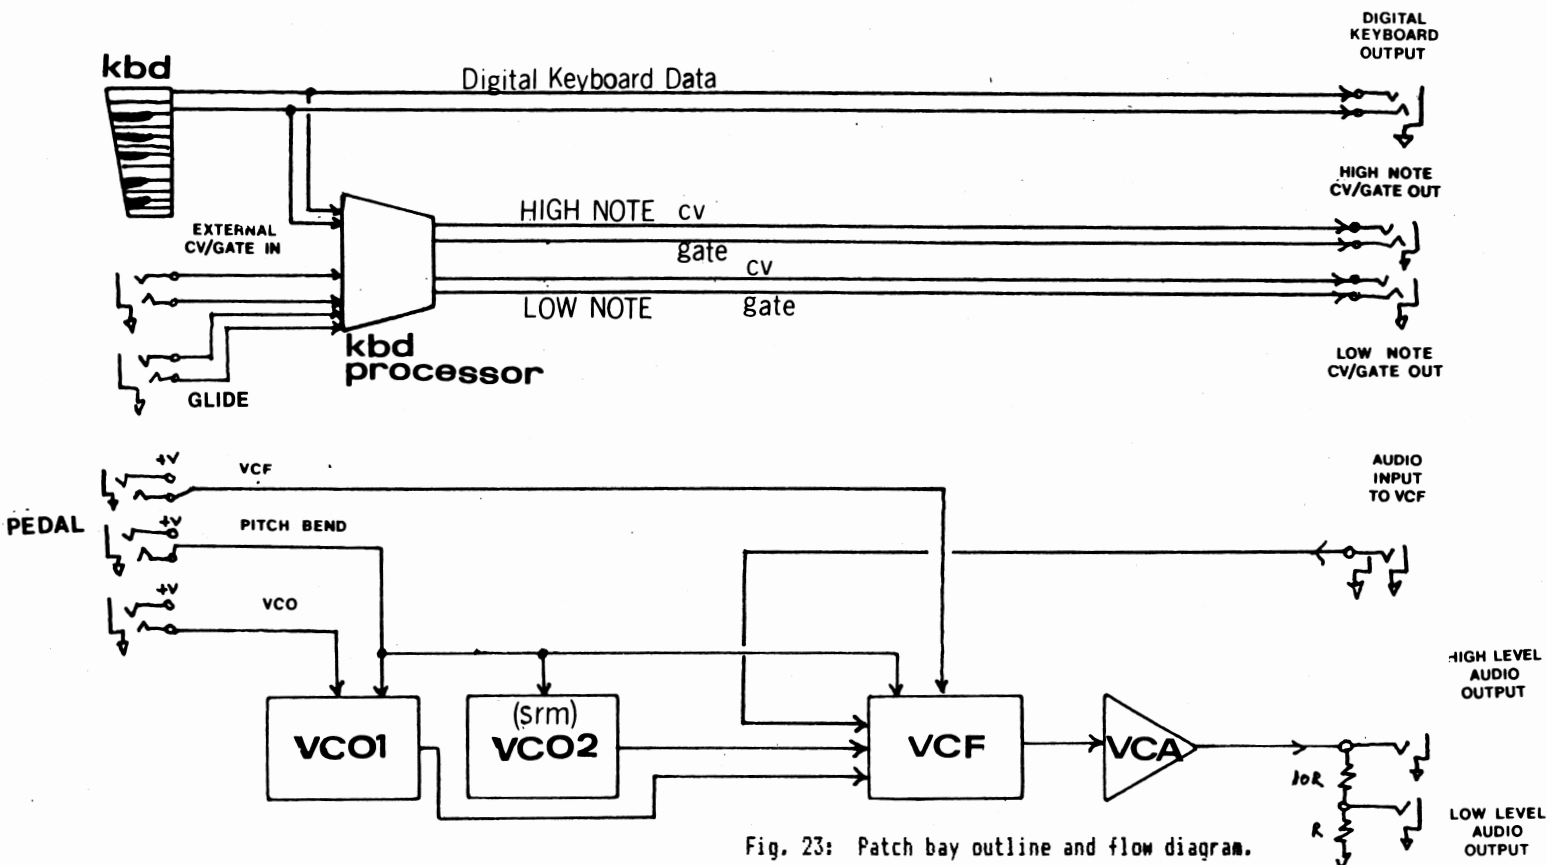 DIGITAL
KEYBOARD
OUTPUT
kbd
Digital Keyboard Data
HIGH NOTE
CV/GATE OUT
HIGH NOTE cv
gate
EXTERNAL
CV/GATE IN
cv
LOW NOTE gate
kbd
processor
LOW NOTE
CV/GATE OUT
GLIDE
+V
VCF
AUDIO
INPUT
TO VCF
PEDAL
+V
PITCH BEND
+V
VCO
HIGH LEVEL
AUDIO
OUTPUT
VCO1
(srm)
VCO2
VCF
VCA
10R
R
LOW LEVEL
AUDIO
OUTPUT
Fig. 23: Patch bay outline and flow diagram.